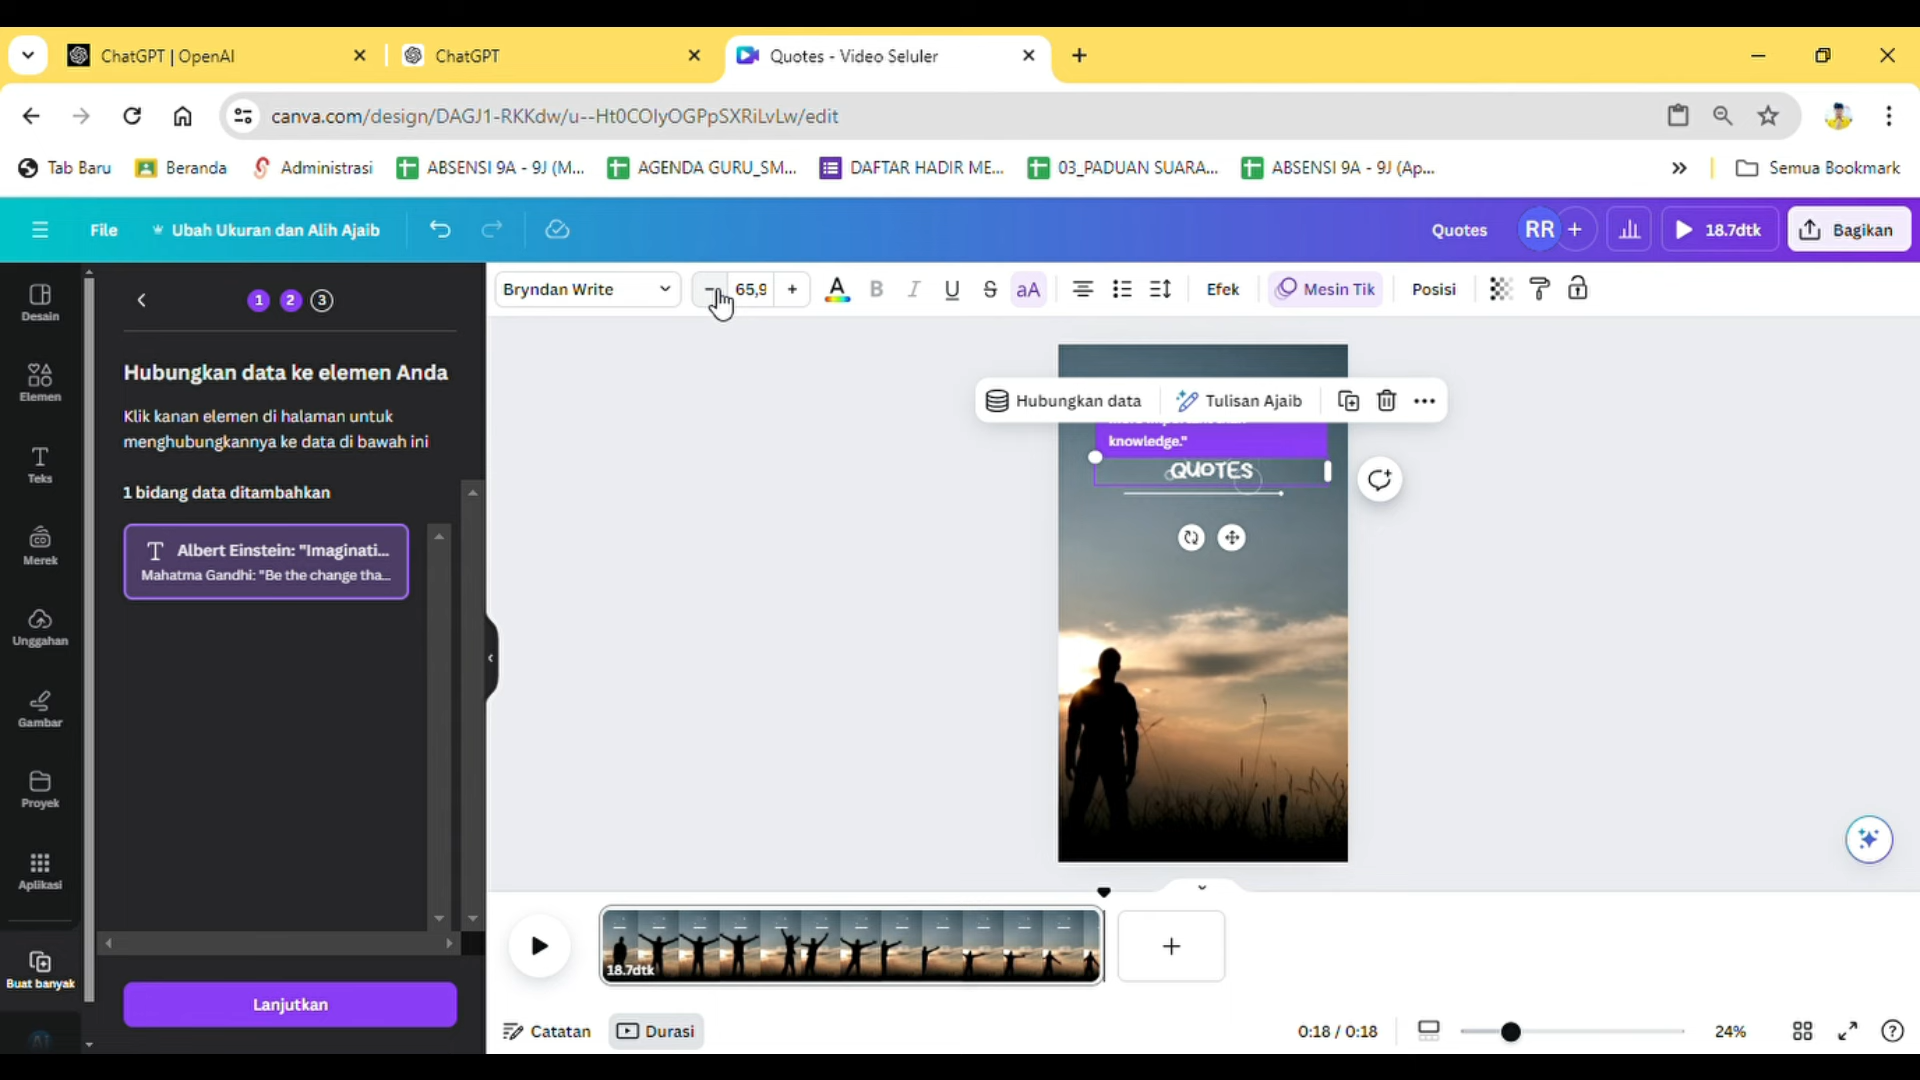 ChatGPT | OpenAI
ChatGPT
Quotes - Video Seluler
canva.com/design/DAGJ1-RKKdw/u--Ht0COIyOGPpSXRiLvLw/edit
Tab Baru
Beranda
Administrasi
ABSENSI 9A - 9J (M...
AGENDA GURU_SM...
DAFTAR HADIR ME...
03_PADUAN SUARA...
ABSENSI 9A - 9J (Ap...
Semua Bookmark
File
Ubah Ukuran dan Alih Ajaib
Quotes
RR
18.7dtk
Bagikan
Desain
Elemen
Teks
Merek
Unggahan
Gambar
Proyek
Aplikasi
Buat banyak
1 2 3
Hubungkan data ke elemen Anda
Klik kanan elemen di halaman untuk
menghubungkannya ke data di bawah ini
1 bidang data ditambahkan
Albert Einstein: "Imaginati...
Mahatma Gandhi: "Be the change tha...
Lanjutkan
Bryndan Write
65,9
A B I U S aA
Efek
Mesin Tik
Posisi
Hubungkan data
Tulisan Ajaib
knowledge."
QUOTES
18.7dtk
Catatan
Durasi
0:18 / 0:18
24%